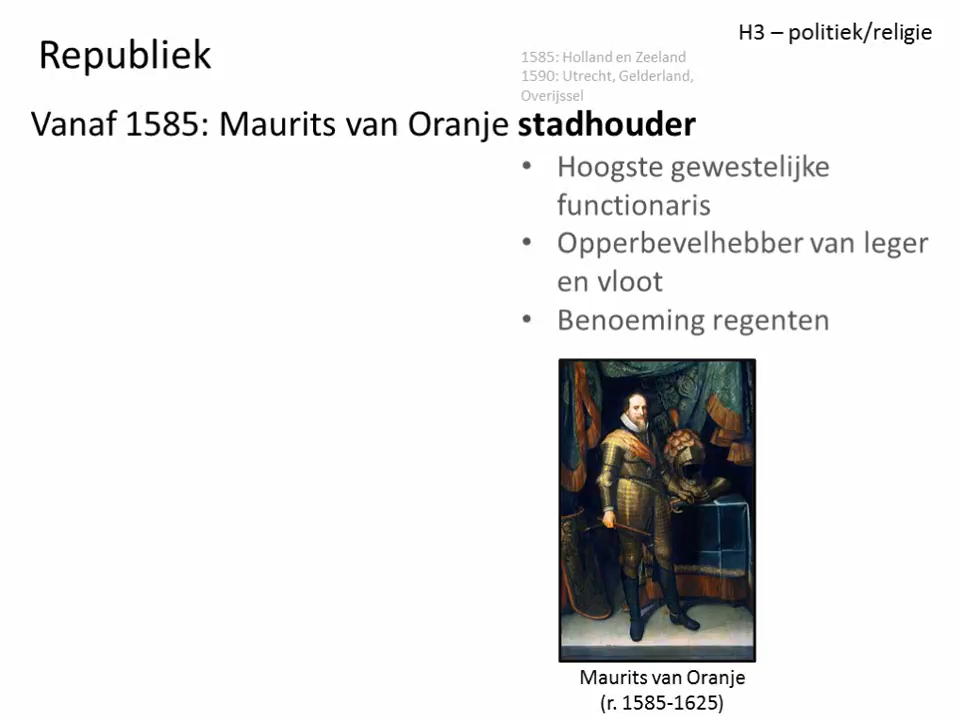 H3 – politiek/religie
Republiek
1585: Holland en Zeeland
1590: Utrecht, Gelderland,
Overijssel
Vanaf 1585: Maurits van Oranje stadhouder
• Hoogste gewestelijke
functionaris
• Opperbevelhebber van leger
en vloot
• Benoeming regenten
Maurits van Oranje
(r. 1585-1625)